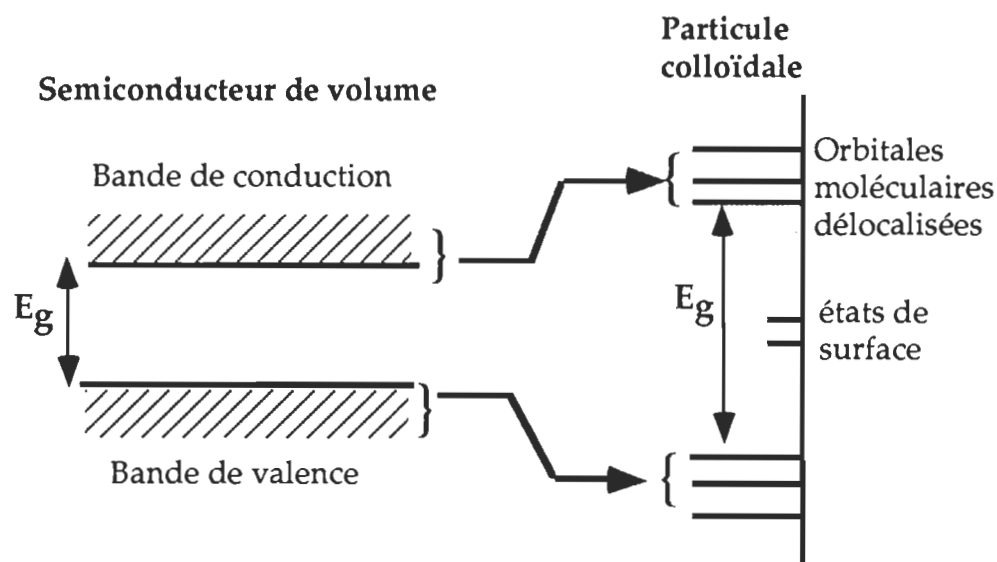 Particule
colloïdale
Semiconducteur de volume
Bande de conduction
Orbitales
moléculaires
délocalisées
Eg
Eg
états de
surface
Bande de valence